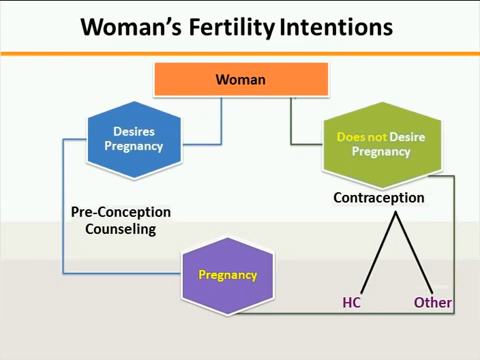 Woman's Fertility Intentions
Woman
Desires
Pregnancy
Does not Desire
Pregnancy
Contraception
Pre-Conception
Counseling
Pregnancy
HC
Other